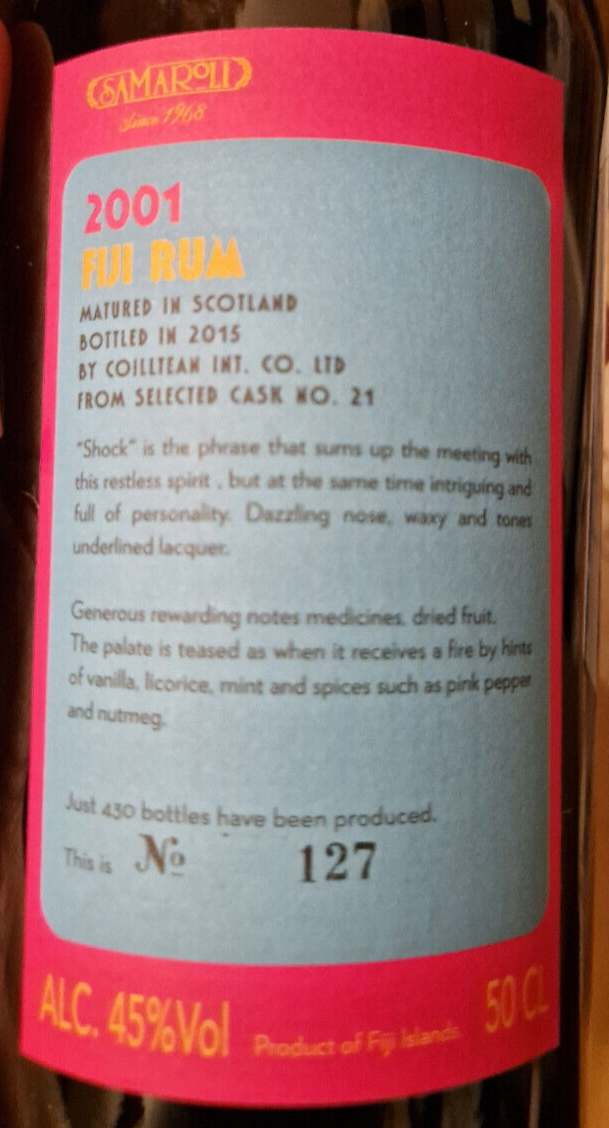 SAMAROLI
Since 1968
2001
FIJI RUM
MATURED IN SCOTLAND
BOTTLED IN 2015
BY COILLTEAN INT. CO. LTD
FROM SELECTED CASK NO. 21
"Shock" is the phrase that sums up the meeting with
this restless spirit , but at the same time intriguing and
full of personality. Dazzling nose, waxy and tones
underlined lacquer.
Generous rewarding notes medicines, dried fruit.
The palate is teased as when it receives a fire by hints
of vanilla, licorice, mint and spices such as pink pepper
and nutmeg.
Just 430 bottles have been produced.
This is No 127
ALC. 45%Vol Product of Fiji Islands. 50 CL